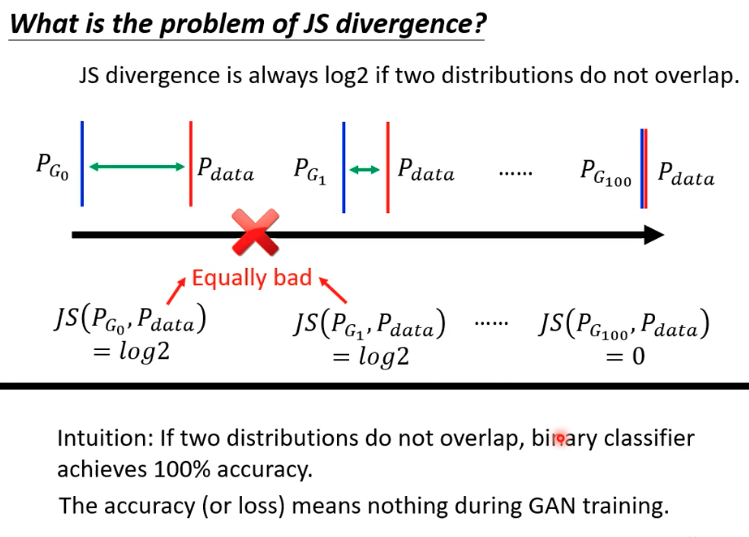 What is the problem of JS divergence?
JS divergence is always log2 if two distributions do not overlap.
P_{G_0} P_{data} P_{G_1} P_{data} …… P_{G_{100}} P_{data}
Equally bad
JS(P_{G_0}, P_{data}) JS(P_{G_1}, P_{data}) …… JS(P_{G_{100}}, P_{data})
= log2 = log2 = 0
Intuition: If two distributions do not overlap, binary classifier
achieves 100% accuracy.
The accuracy (or loss) means nothing during GAN training.